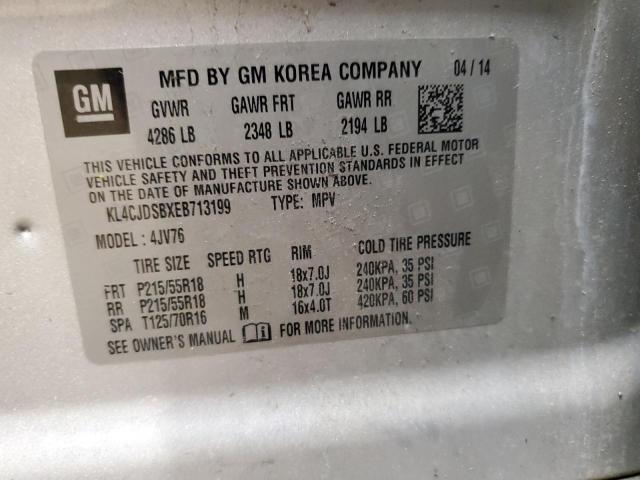 GM
MFD BY GM KOREA COMPANY 04 / 14
GVWR GAWR FRT GAWR RR
4286 LB 2348 LB 2194 LB
THIS VEHICLE CONFORMS TO ALL APPLICABLE U.S. FEDERAL MOTOR
VEHICLE SAFETY AND THEFT PREVENTION STANDARDS IN EFFECT
ON THE DATE OF MANUFACTURE SHOWN ABOVE.
KL4CJDSBXEB713199 TYPE: MPV
MODEL: 4JV76
TIRE SIZE SPEED RTG RIM COLD TIRE PRESSURE
FRT P215/55R18 H 18x7.0J 240KPA, 35 PSI
RR P215/55R18 H 18x7.0J 240KPA, 35 PSI
SPA T125/70R16 M 16x4.0T 420KPA, 60 PSI
SEE OWNER'S MANUAL FOR MORE INFORMATION.